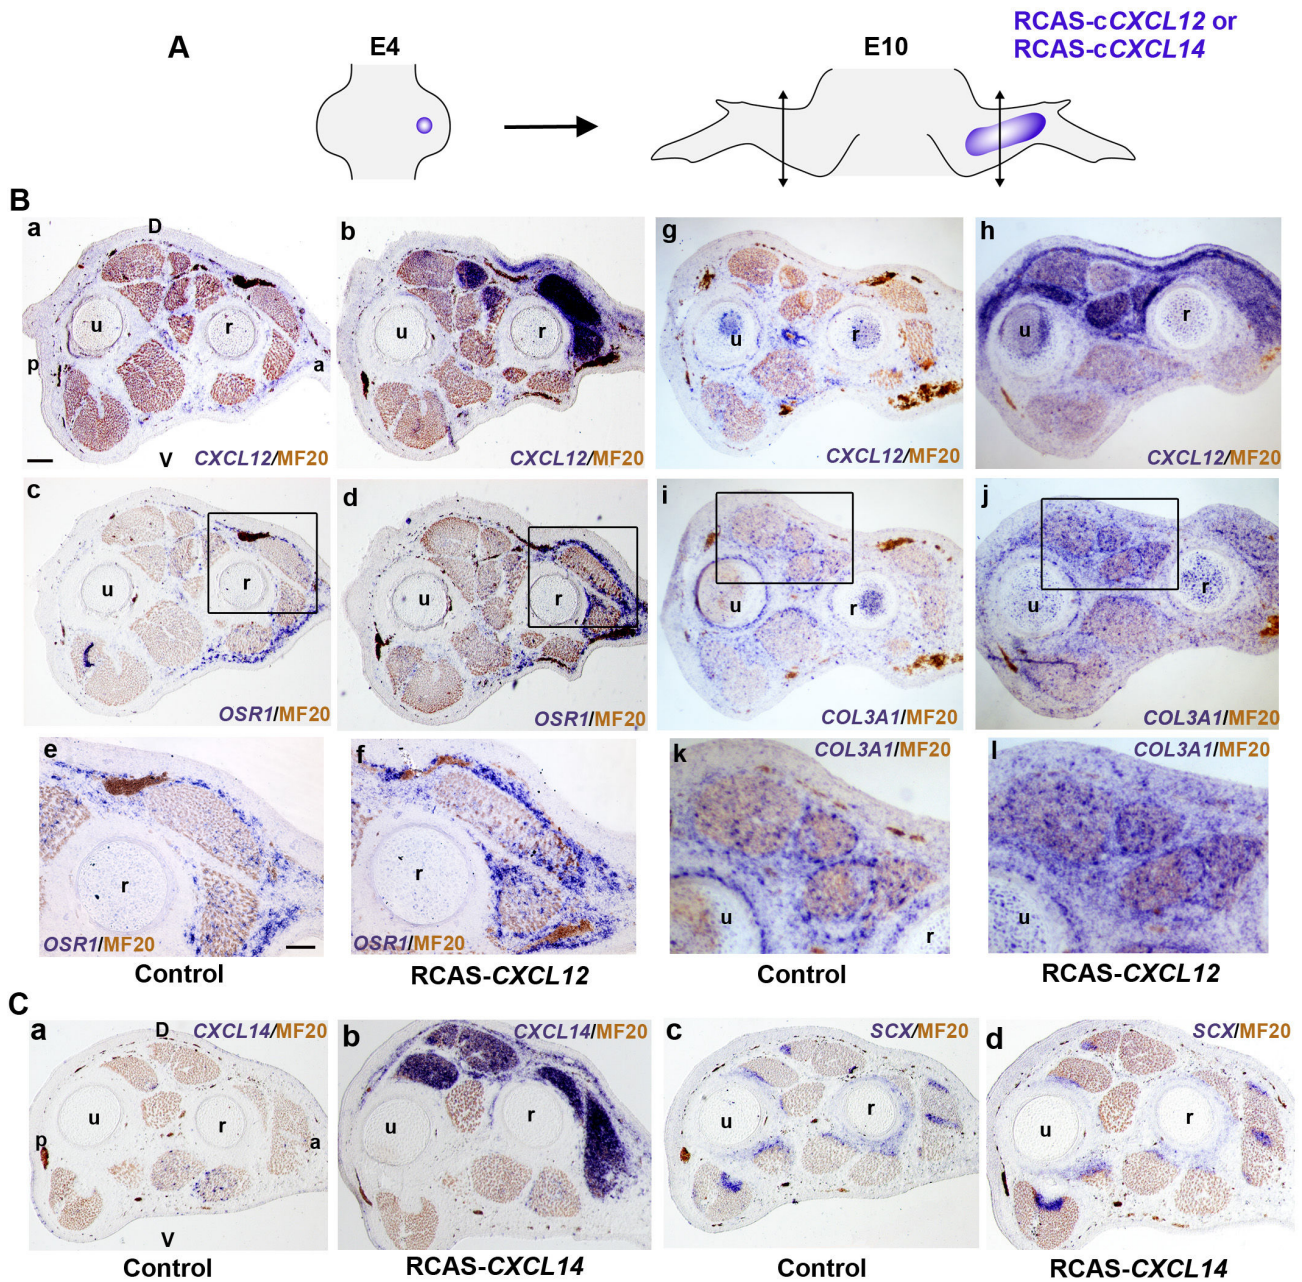 A
E4
E10
RCAS-cCXCL12 or
RCAS-cCXCL14
B
a
D
u
r
p
a
V
CXCL12/MF20
b
u
r
CXCL12/MF20
g
u
r
CXCL12/MF20
h
u
r
CXCL12/MF20
c
u
r
OSR1/MF20
d
u
r
OSR1/MF20
i
u
r
COL3A1/MF20
j
u
r
COL3A1/MF20
e
r
OSR1/MF20
f
r
OSR1/MF20
k
COL3A1/MF20
u
r
l
COL3A1/MF20
u
Control
RCAS-CXCL12
Control
RCAS-CXCL12
C
a
D
CXCL14/MF20
u
r
p
a
V
b
CXCL14/MF20
u
r
c
SCX/MF20
u
r
d
SCX/MF20
u
r
Control
RCAS-CXCL14
Control
RCAS-CXCL14